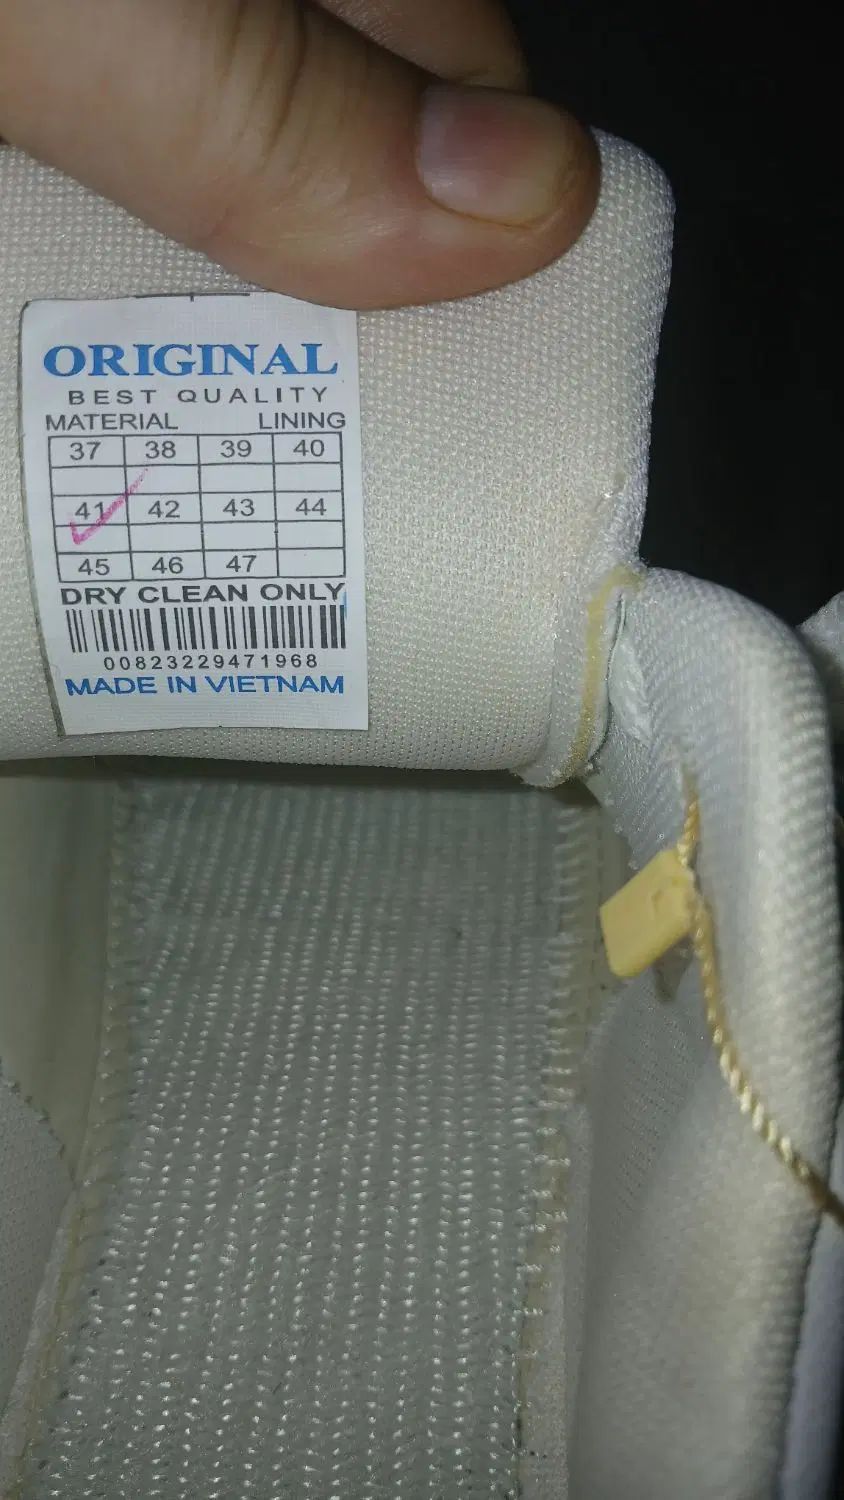 ORIGINAL
BEST QUALITY
MATERIAL LINING
37 38 39 40
41 42 43 44
45 46 47
DRY CLEAN ONLY
00823229471968
MADE IN VIETNAM